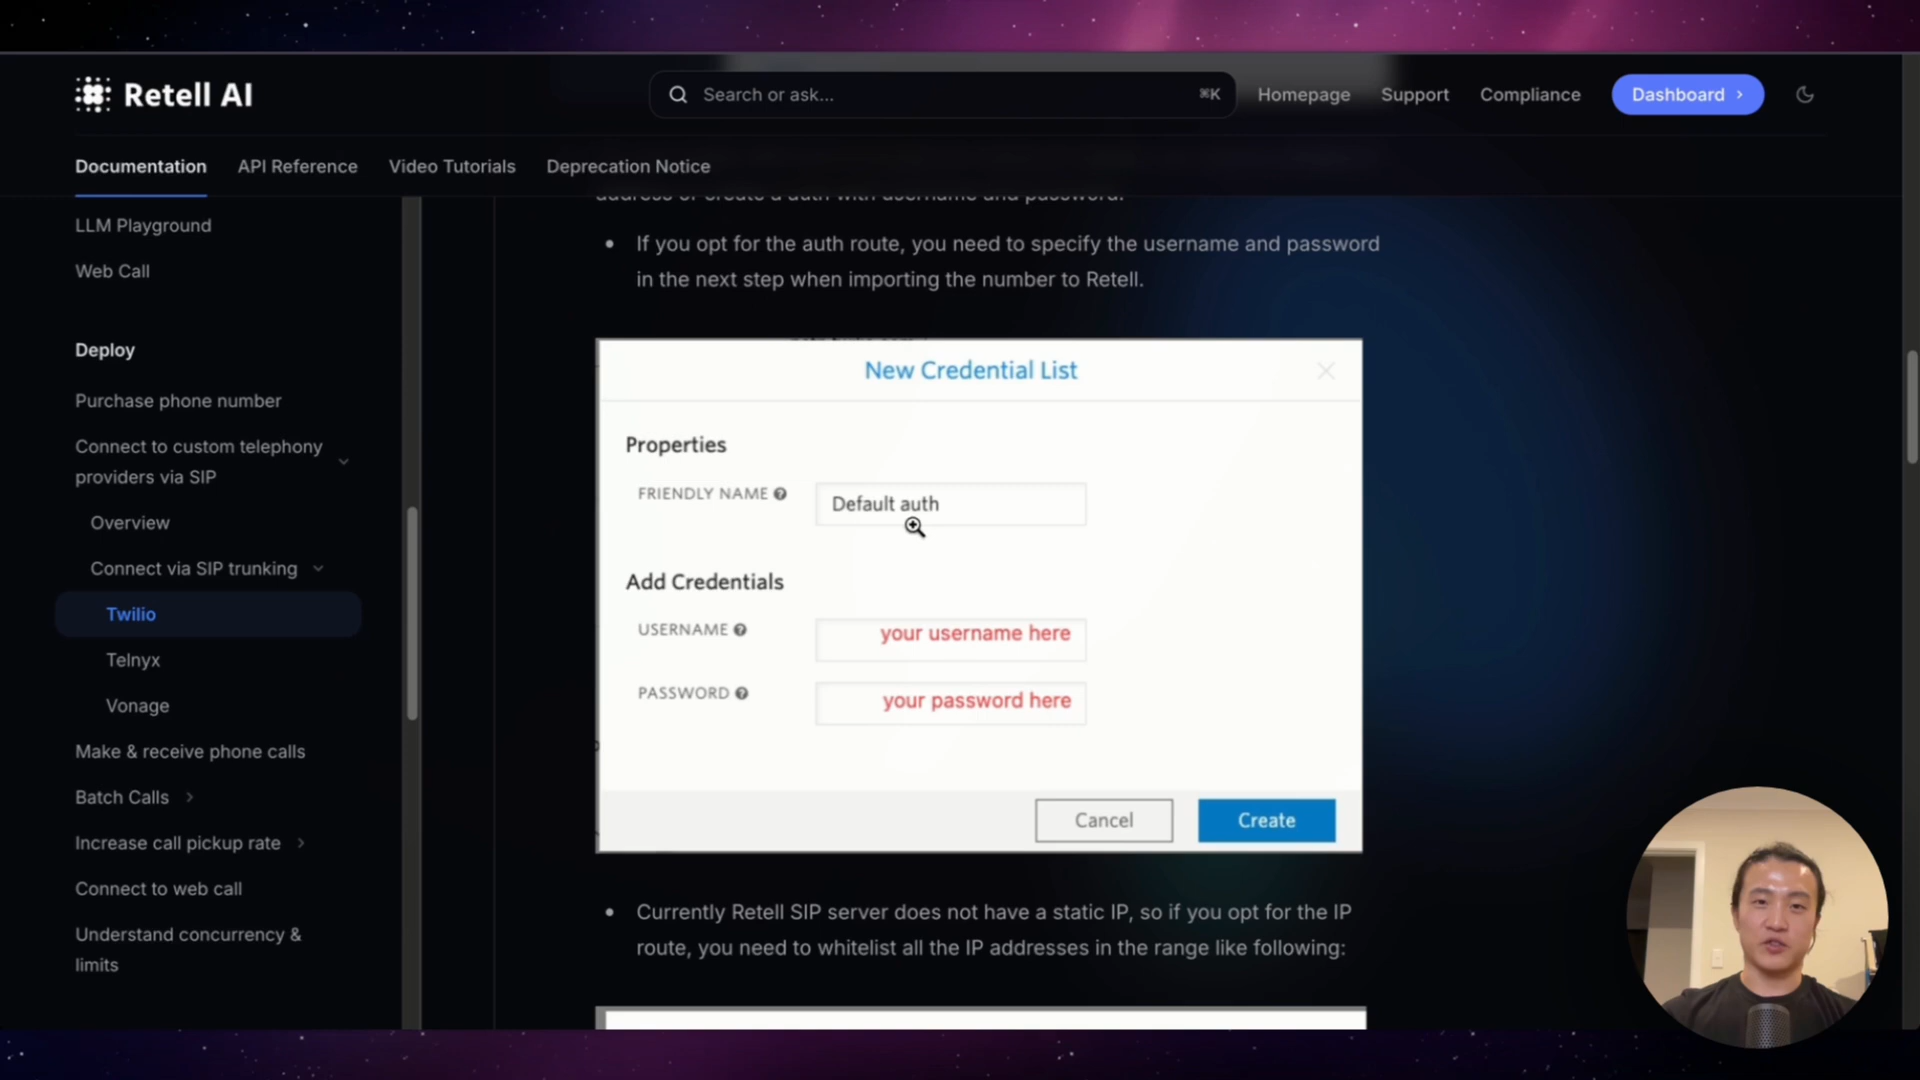 Retell AI
Search or ask...
⌘K
Homepage
Support
Compliance
Dashboard
Documentation
API Reference
Video Tutorials
Deprecation Notice
LLM Playground
Web Call
Deploy
Purchase phone number
Connect to custom telephony
providers via SIP
Overview
Connect via SIP trunking
Twilio
Telnyx
Vonage
Make & receive phone calls
Batch Calls
Increase call pickup rate
Connect to web call
Understand concurrency &
limits
address or create a auth with username and password.
• If you opt for the auth route, you need to specify the username and password
in the next step when importing the number to Retell.
New Credential List
Properties
FRIENDLY NAME
Default auth
Add Credentials
USERNAME
your username here
PASSWORD
your password here
Cancel
Create
• Currently Retell SIP server does not have a static IP, so if you opt for the IP
route, you need to whitelist all the IP addresses in the range like following: